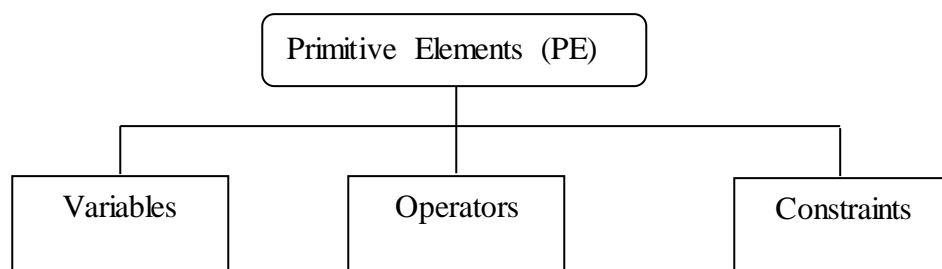 Primitive Elements (PE)
Variables
Operators
Constraints